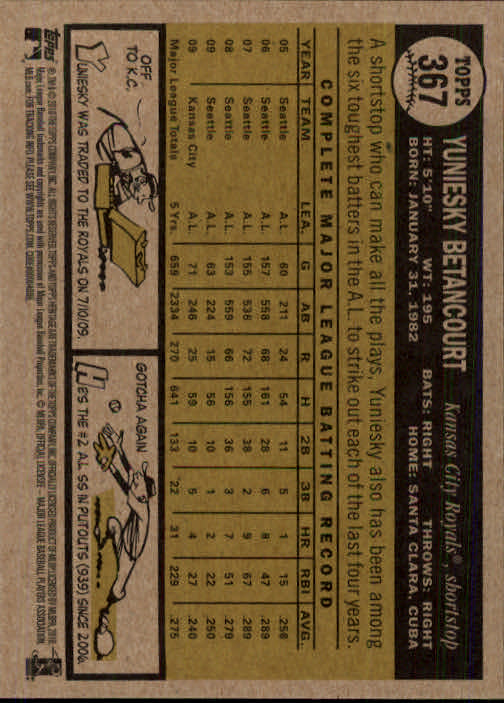 TOPPS
367
YUNIESKY BETANCOURT
Kansas City Royals®, shortstop
HT: 5'10" WT: 195 BATS: RIGHT THROWS: RIGHT
BORN: JANUARY 31, 1982 HOME: SANTA CLARA, CUBA
A shortstop who can make all the plays, Yuniesky also has been among
the six toughest batters in the A.L. to strike out each of the last four years.
COMPLETE MAJOR LEAGUE BATTING RECORD
YEAR TEAM LEA. G AB R H 2B 3B HR RBI AVG.
05 Seattle A.L. 60 211 24 54 11 5 1 15 .256
06 Seattle A.L. 157 558 68 161 28 6 8 47 .289
07 Seattle A.L. 155 536 72 155 38 2 9 67 .289
08 Seattle A.L. 153 559 66 156 36 3 7 51 .279
09 Seattle A.L. 63 224 15 56 10 1 2 22 .250
09 Kansas City A.L. 71 246 25 59 10 5 4 27 .240
Major League Totals 5 Yrs. 659 2334 270 641 133 22 31 229 .275
OFF
TO K.C.
YUNIESKY WAS TRADED TO THE ROYALS ON 7/10/09.
GOTCHA AGAIN
HE'S THE #2 A.L. SS IN PUTOUTS (939) SINCE 2006.
TOPPS